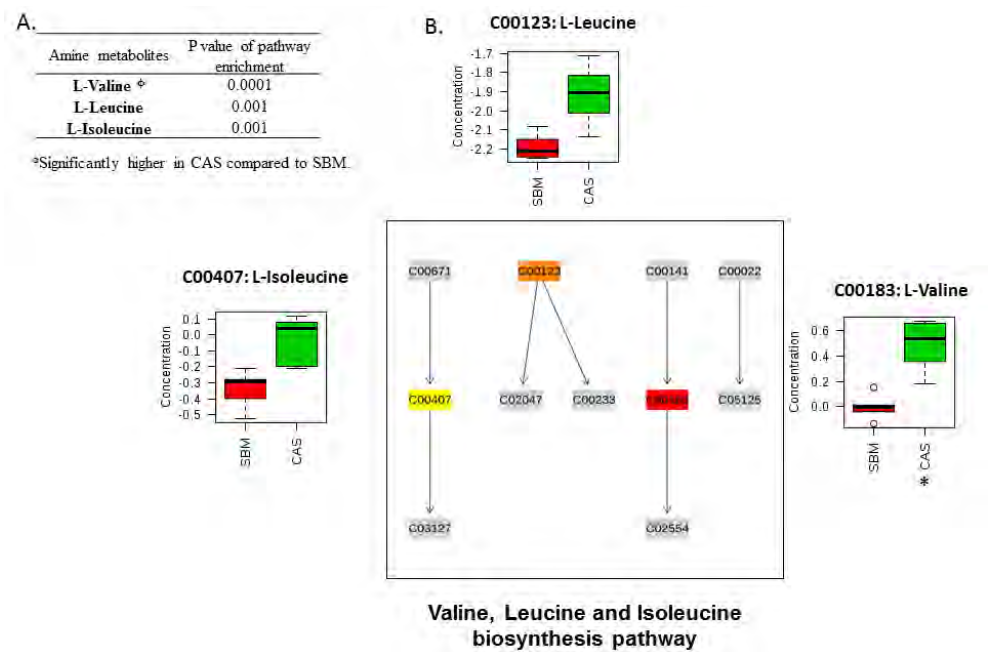 A.
Amine metabolites
P value of pathway
enrichment
L-Valine ⌖ 0.0001
L-Leucine 0.001
L-Isoleucine 0.001
⌖Significantly higher in CAS compared to SBM.
B.
C00123: L-Leucine
Concentration
-1.7
-1.8
-1.9
-2.0
-2.1
-2.2
SBM
CAS
C00407: L-Isoleucine
Concentration
0.1
0.0
-0.1
-0.2
-0.3
-0.4
-0.5
SBM
CAS
C00671
C00123
C00141
C00022
C00407
C02047
C00233
C05125
C03127
C02554
C00183: L-Valine
Concentration
0.6
0.4
0.2
0.0
SBM
* CAS
Valine, Leucine and Isoleucine
biosynthesis pathway